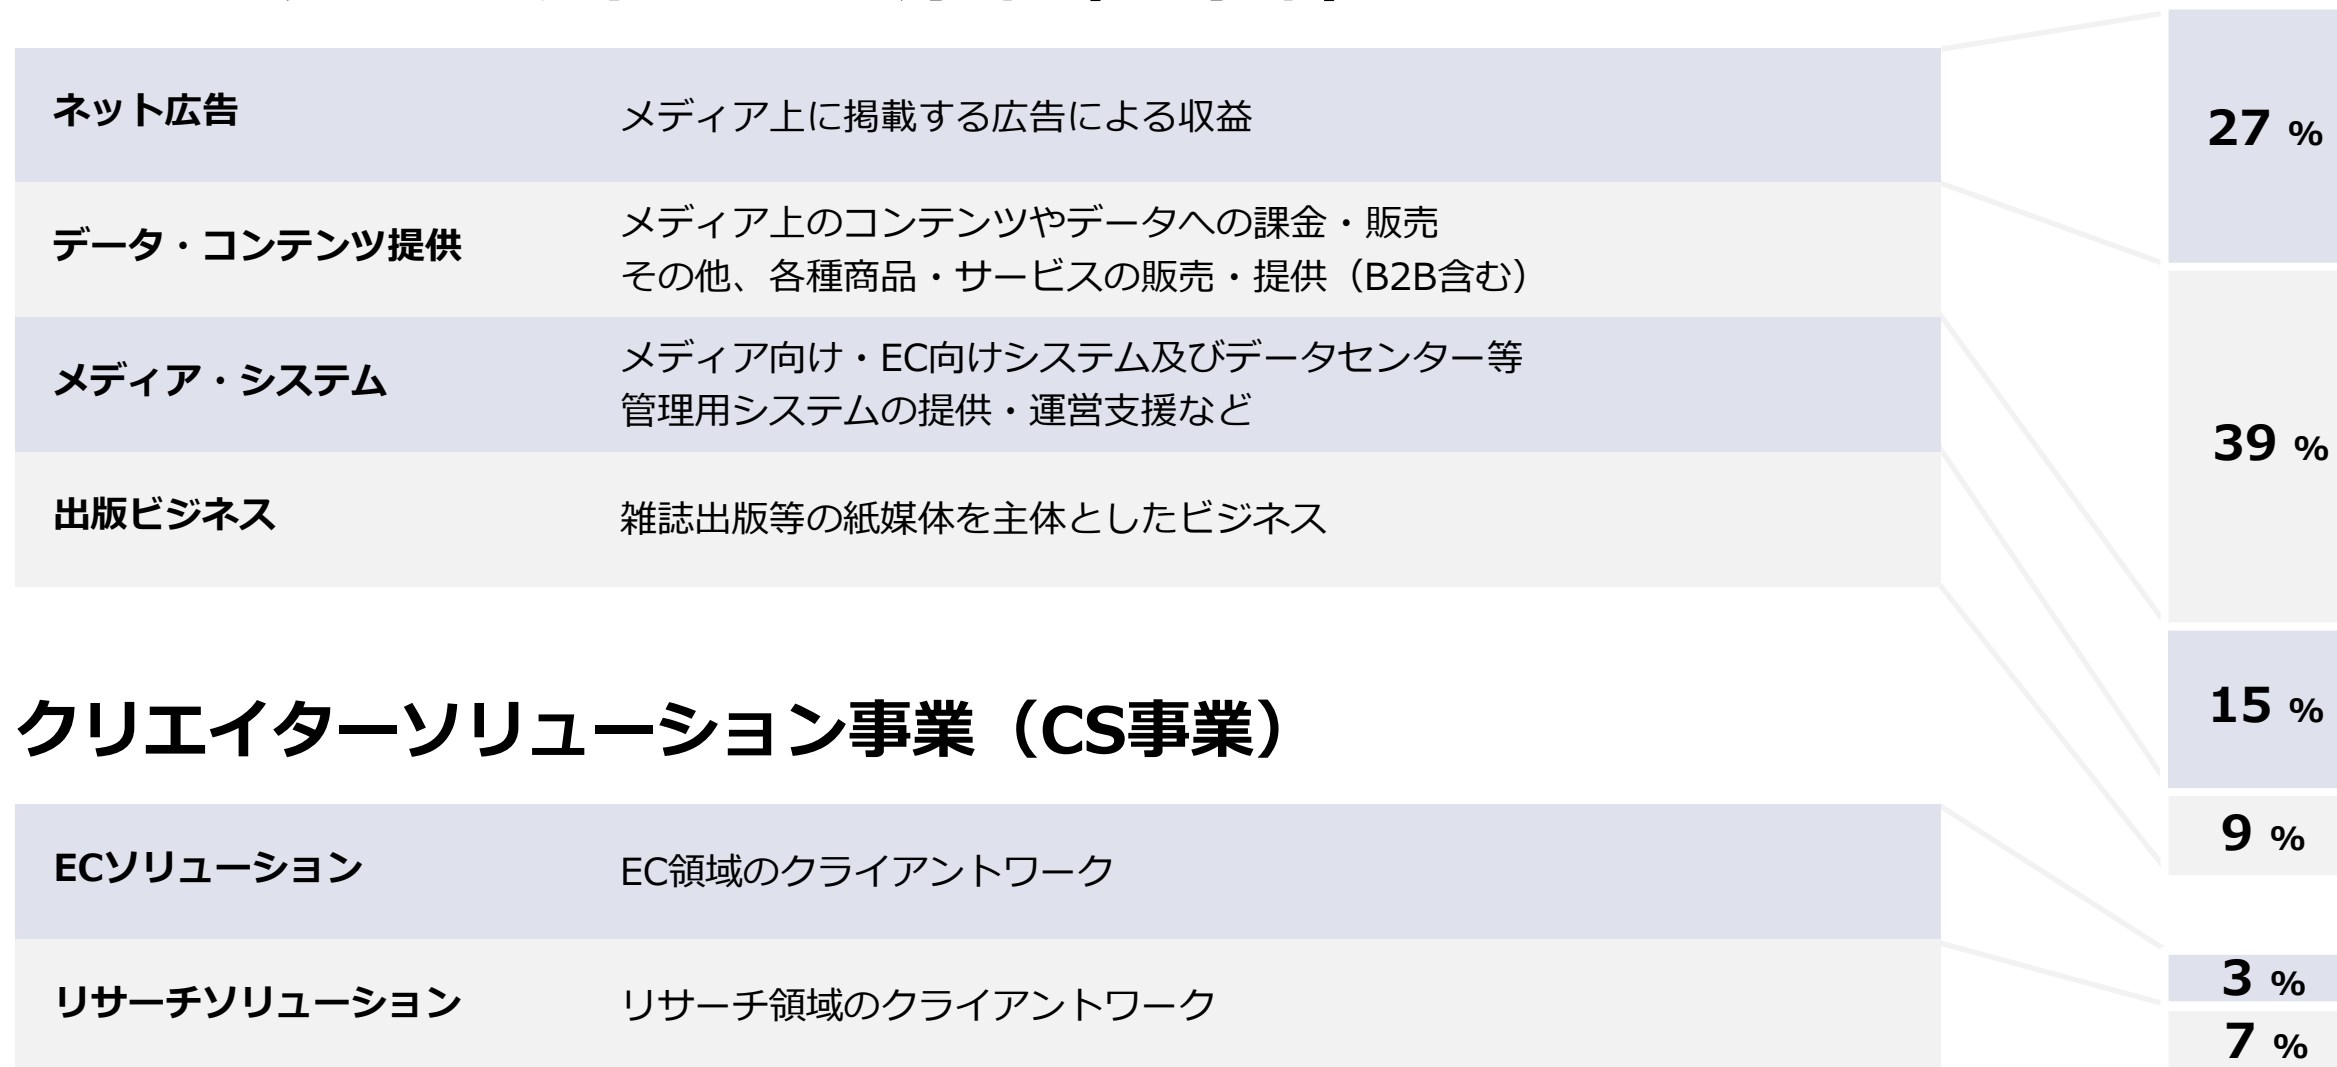 ネット広告
メディア上に掲載する広告による収益
27 %
データ・コンテンツ提供
メディア上のコンテンツやデータへの課金・販売
その他、各種商品・サービスの販売・提供（B2B含む）
39 %
メディア・システム
メディア向け・EC向けシステム及びデータセンター等
管理用システムの提供・運営支援など
15 %
出版ビジネス
雑誌出版等の紙媒体を主体としたビジネス
9 %
クリエイターソリューション事業（CS事業）
ECソリューション
EC領域のクライアントワーク
3 %
リサーチソリューション
リサーチ領域のクライアントワーク
7 %